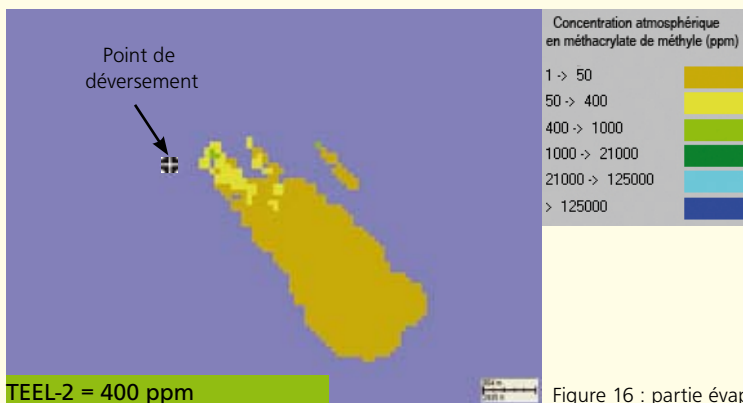 Point de
déversement
Concentration atmosphérique
en méthacrylate de méthyle (ppm)
1 -> 50
50 -> 400
400 -> 1000
1000 -> 21000
21000 -> 125000
> 125000
TEEL-2 = 400 ppm
Figure 16 : partie évap